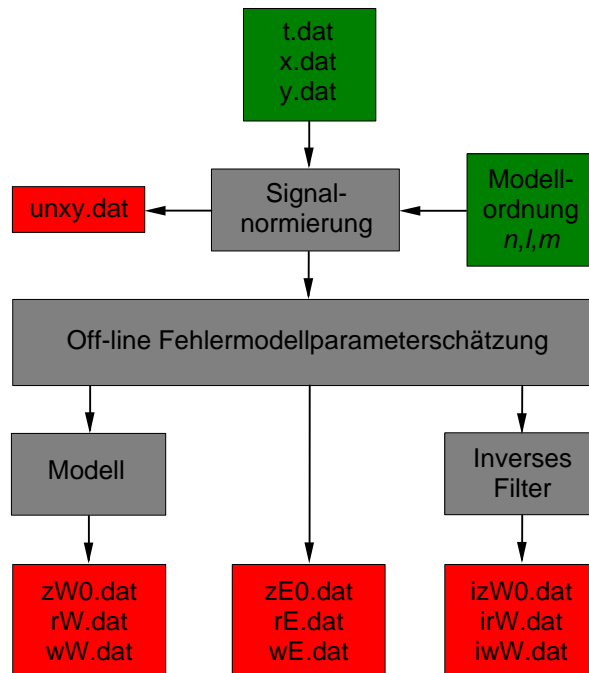 t.dat
x.dat
y.dat
unxy.dat
Signal-
normierung
Modell-
ordnung
n,l,m
Off-line Fehlermodellparameterschätzung
Modell
Inverses
Filter
zW0.dat
rW.dat
wW.dat
zE0.dat
rE.dat
wE.dat
izW0.dat
irW.dat
iwW.dat